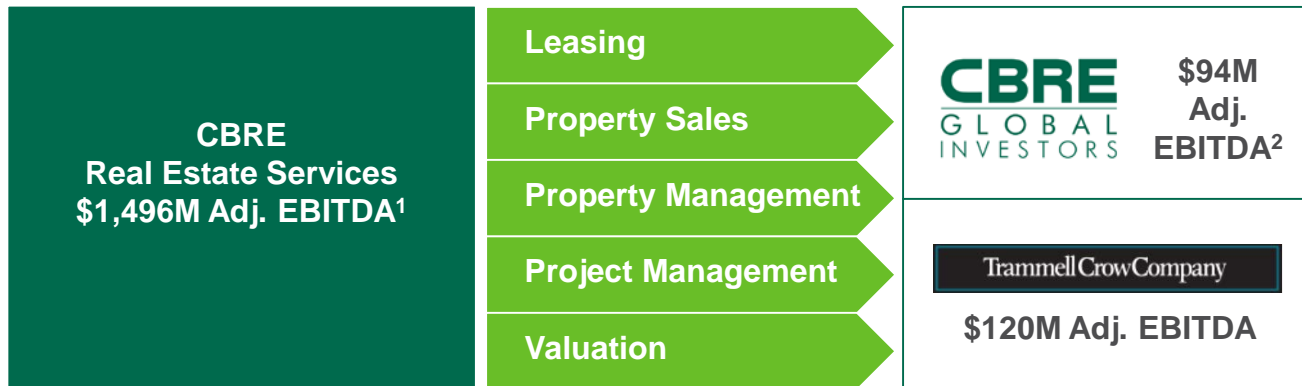 CBRE
Real Estate Services
$1,496M Adj. EBITDA¹
Leasing
Property Sales
Property Management
Project Management
Valuation
CBRE
GLOBAL
INVESTORS
$94M
Adj.
EBITDA²
TrammellCrowCompany
$120M Adj. EBITDA